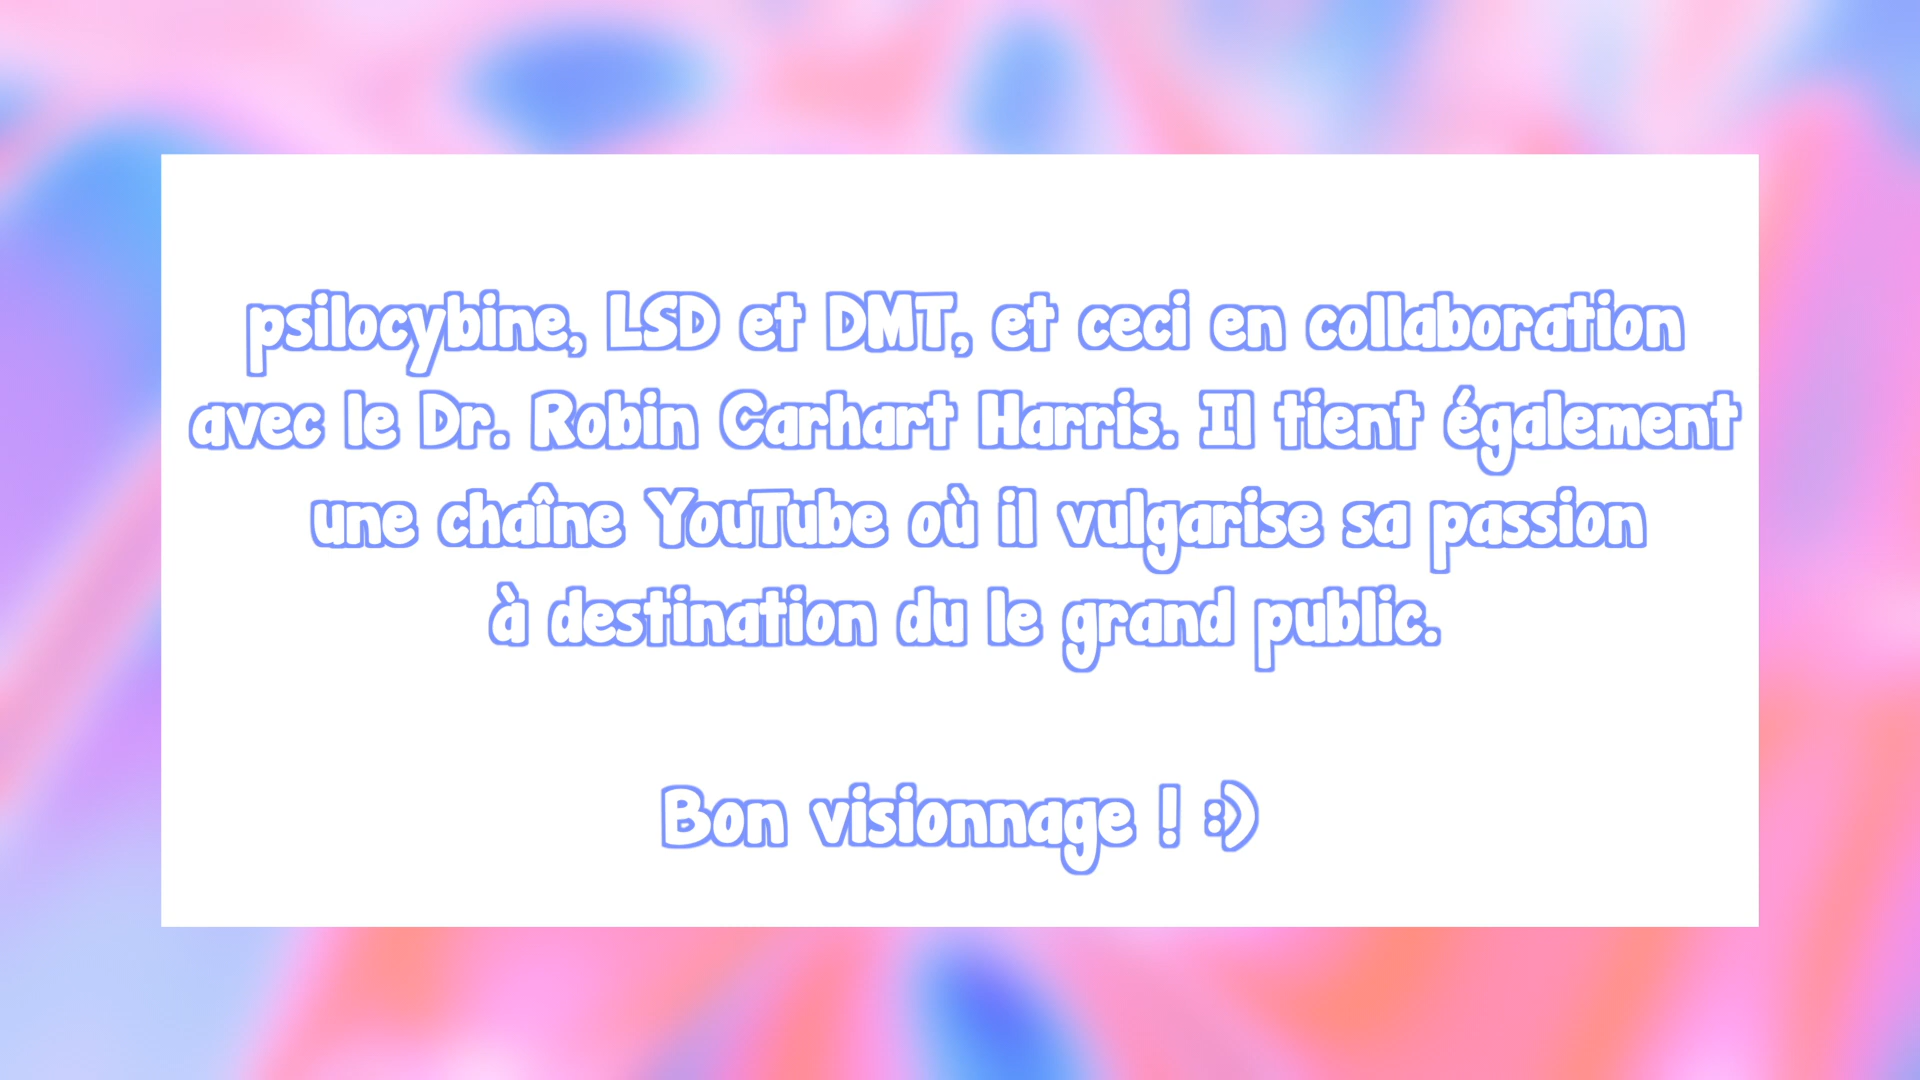 psilocybine, LSD et DMT, et ceci en collaboration
avec le Dr. Robin Carhart Harris. Il tient également
une chaîne YouTube où il vulgarise sa passion
à destination du le grand public.
Bon visionnage ! :)